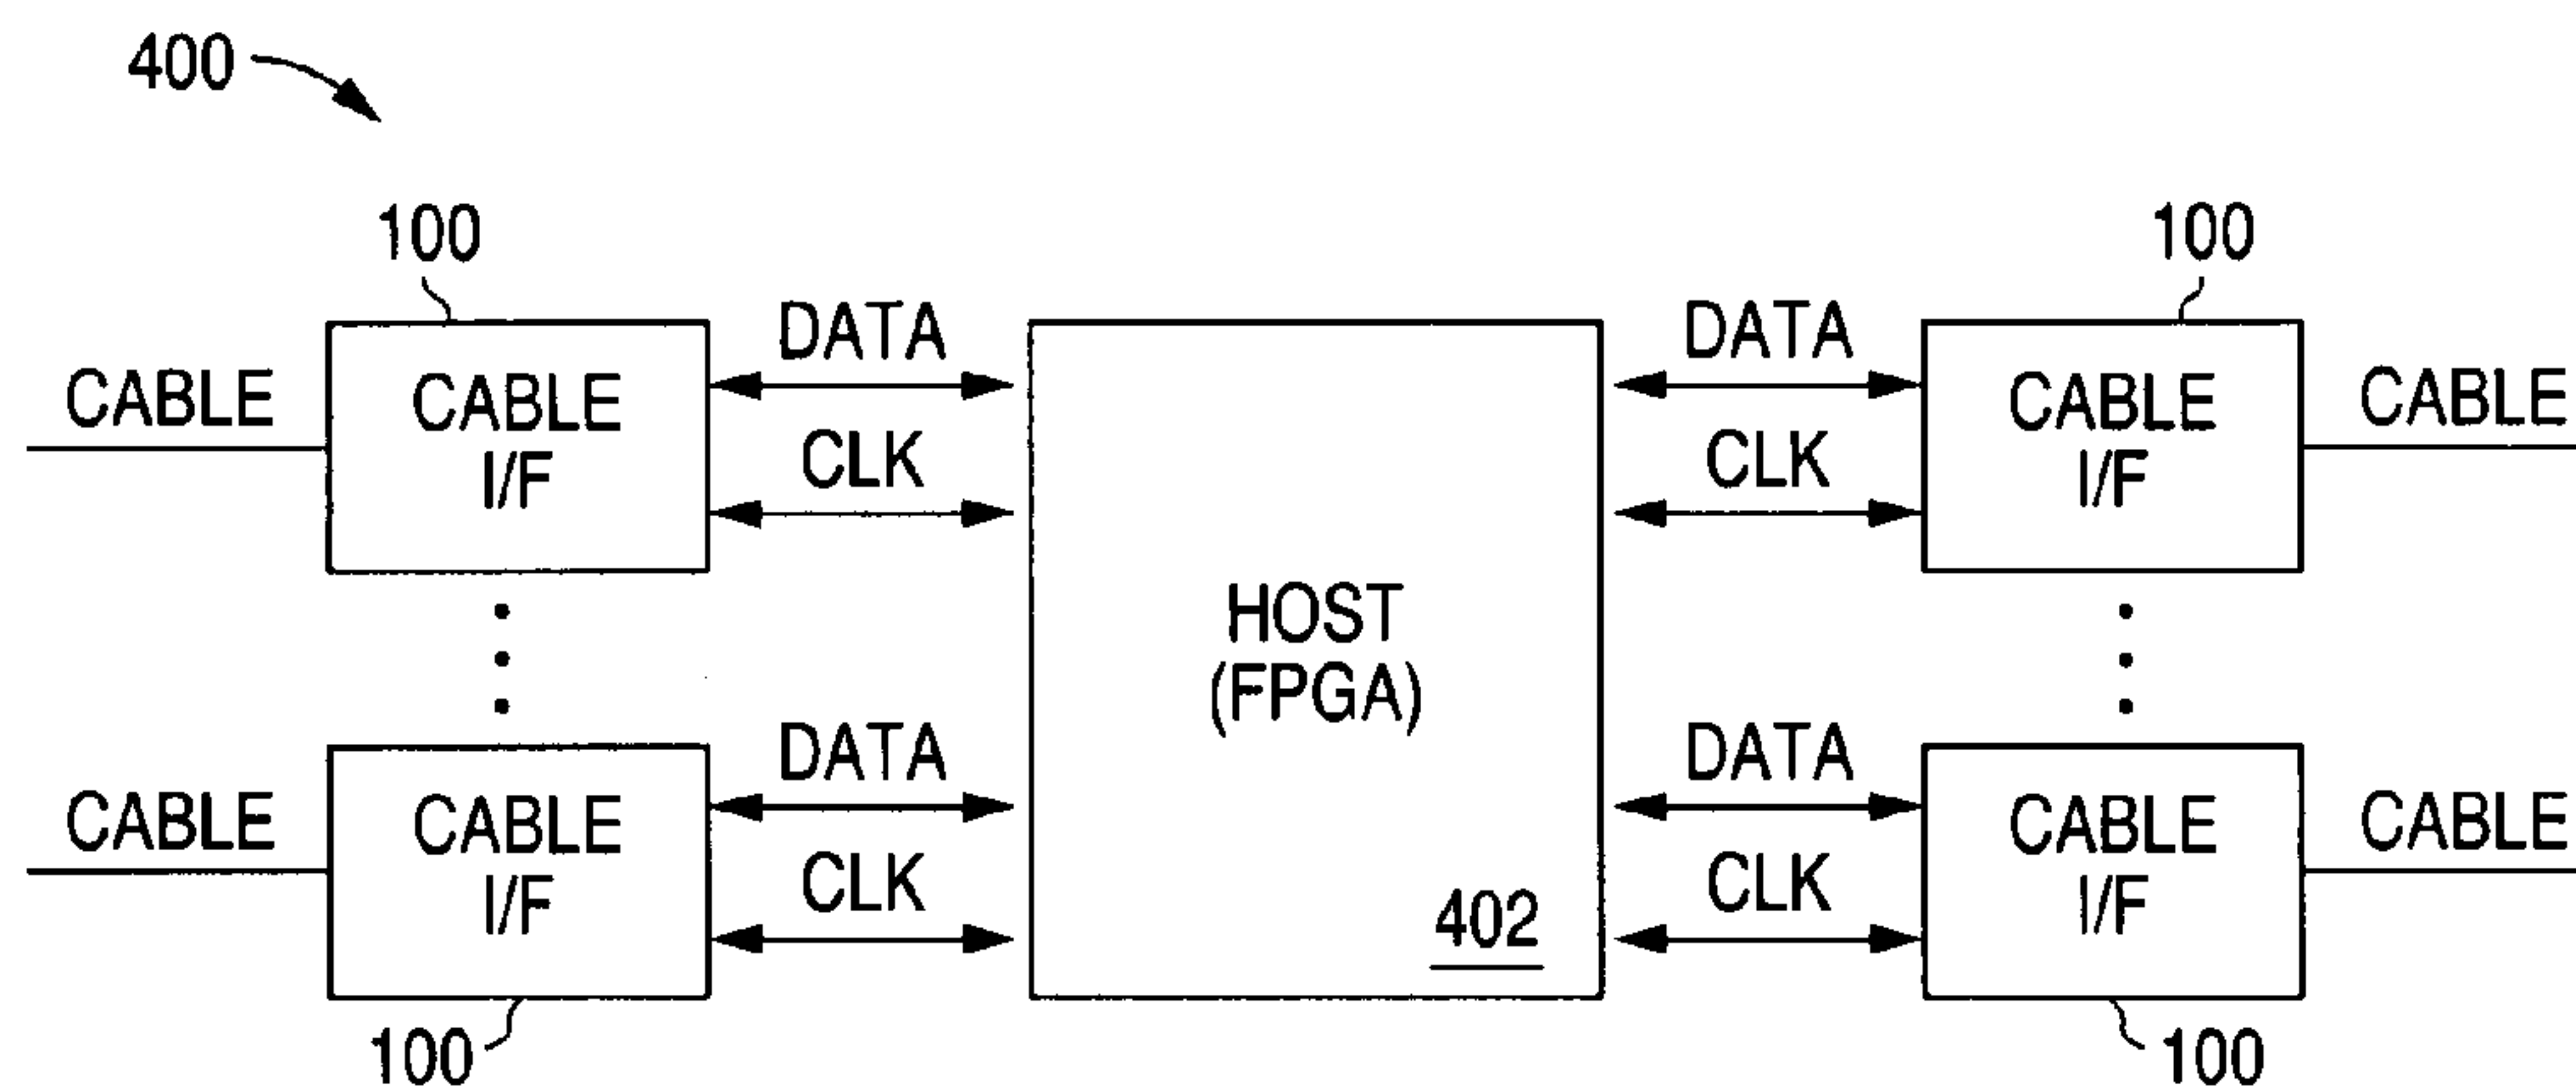 400
100
100
DATA
DATA
CABLE
CABLE
I/F
CLK
HOST
(FPGA)
CLK
CABLE
I/F
CABLE
DATA
DATA
CABLE
CABLE
I/F
CLK
402
CLK
CABLE
I/F
CABLE
100
100